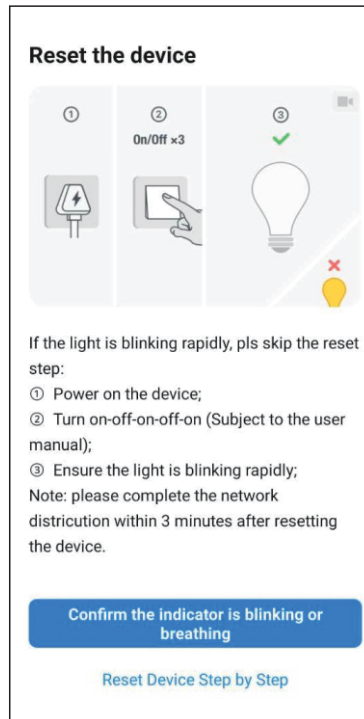 Reset the device
①
②
③
On/Off ×3
If the light is blinking rapidly, pls skip the reset
step:
① Power on the device;
② Turn on-off-on-off-on (Subject to the user
manual);
③ Ensure the light is blinking rapidly;
Note: please complete the network
districution within 3 minutes after resetting
the device.
Confirm the indicator is blinking or
breathing
Reset Device Step by Step